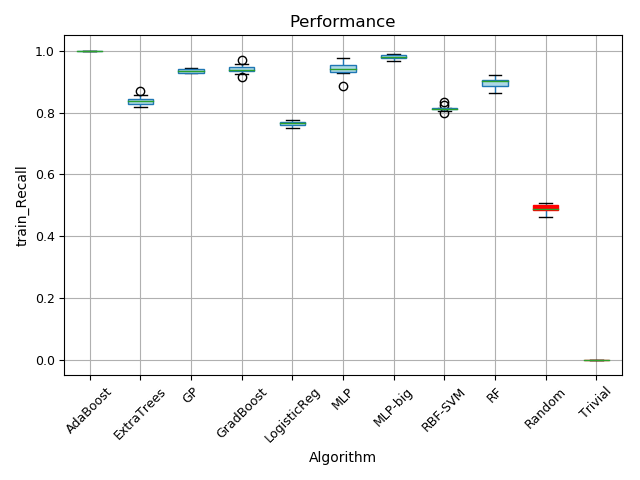 Performance
train_Recall
1.0
0.8
0.6
0.4
0.2
0.0
AdaBoost
ExtraTrees
GP
GradBoost
LogisticReg
MLP
MLP-big
RBF-SVM
RF
Random
Trivial
Algorithm